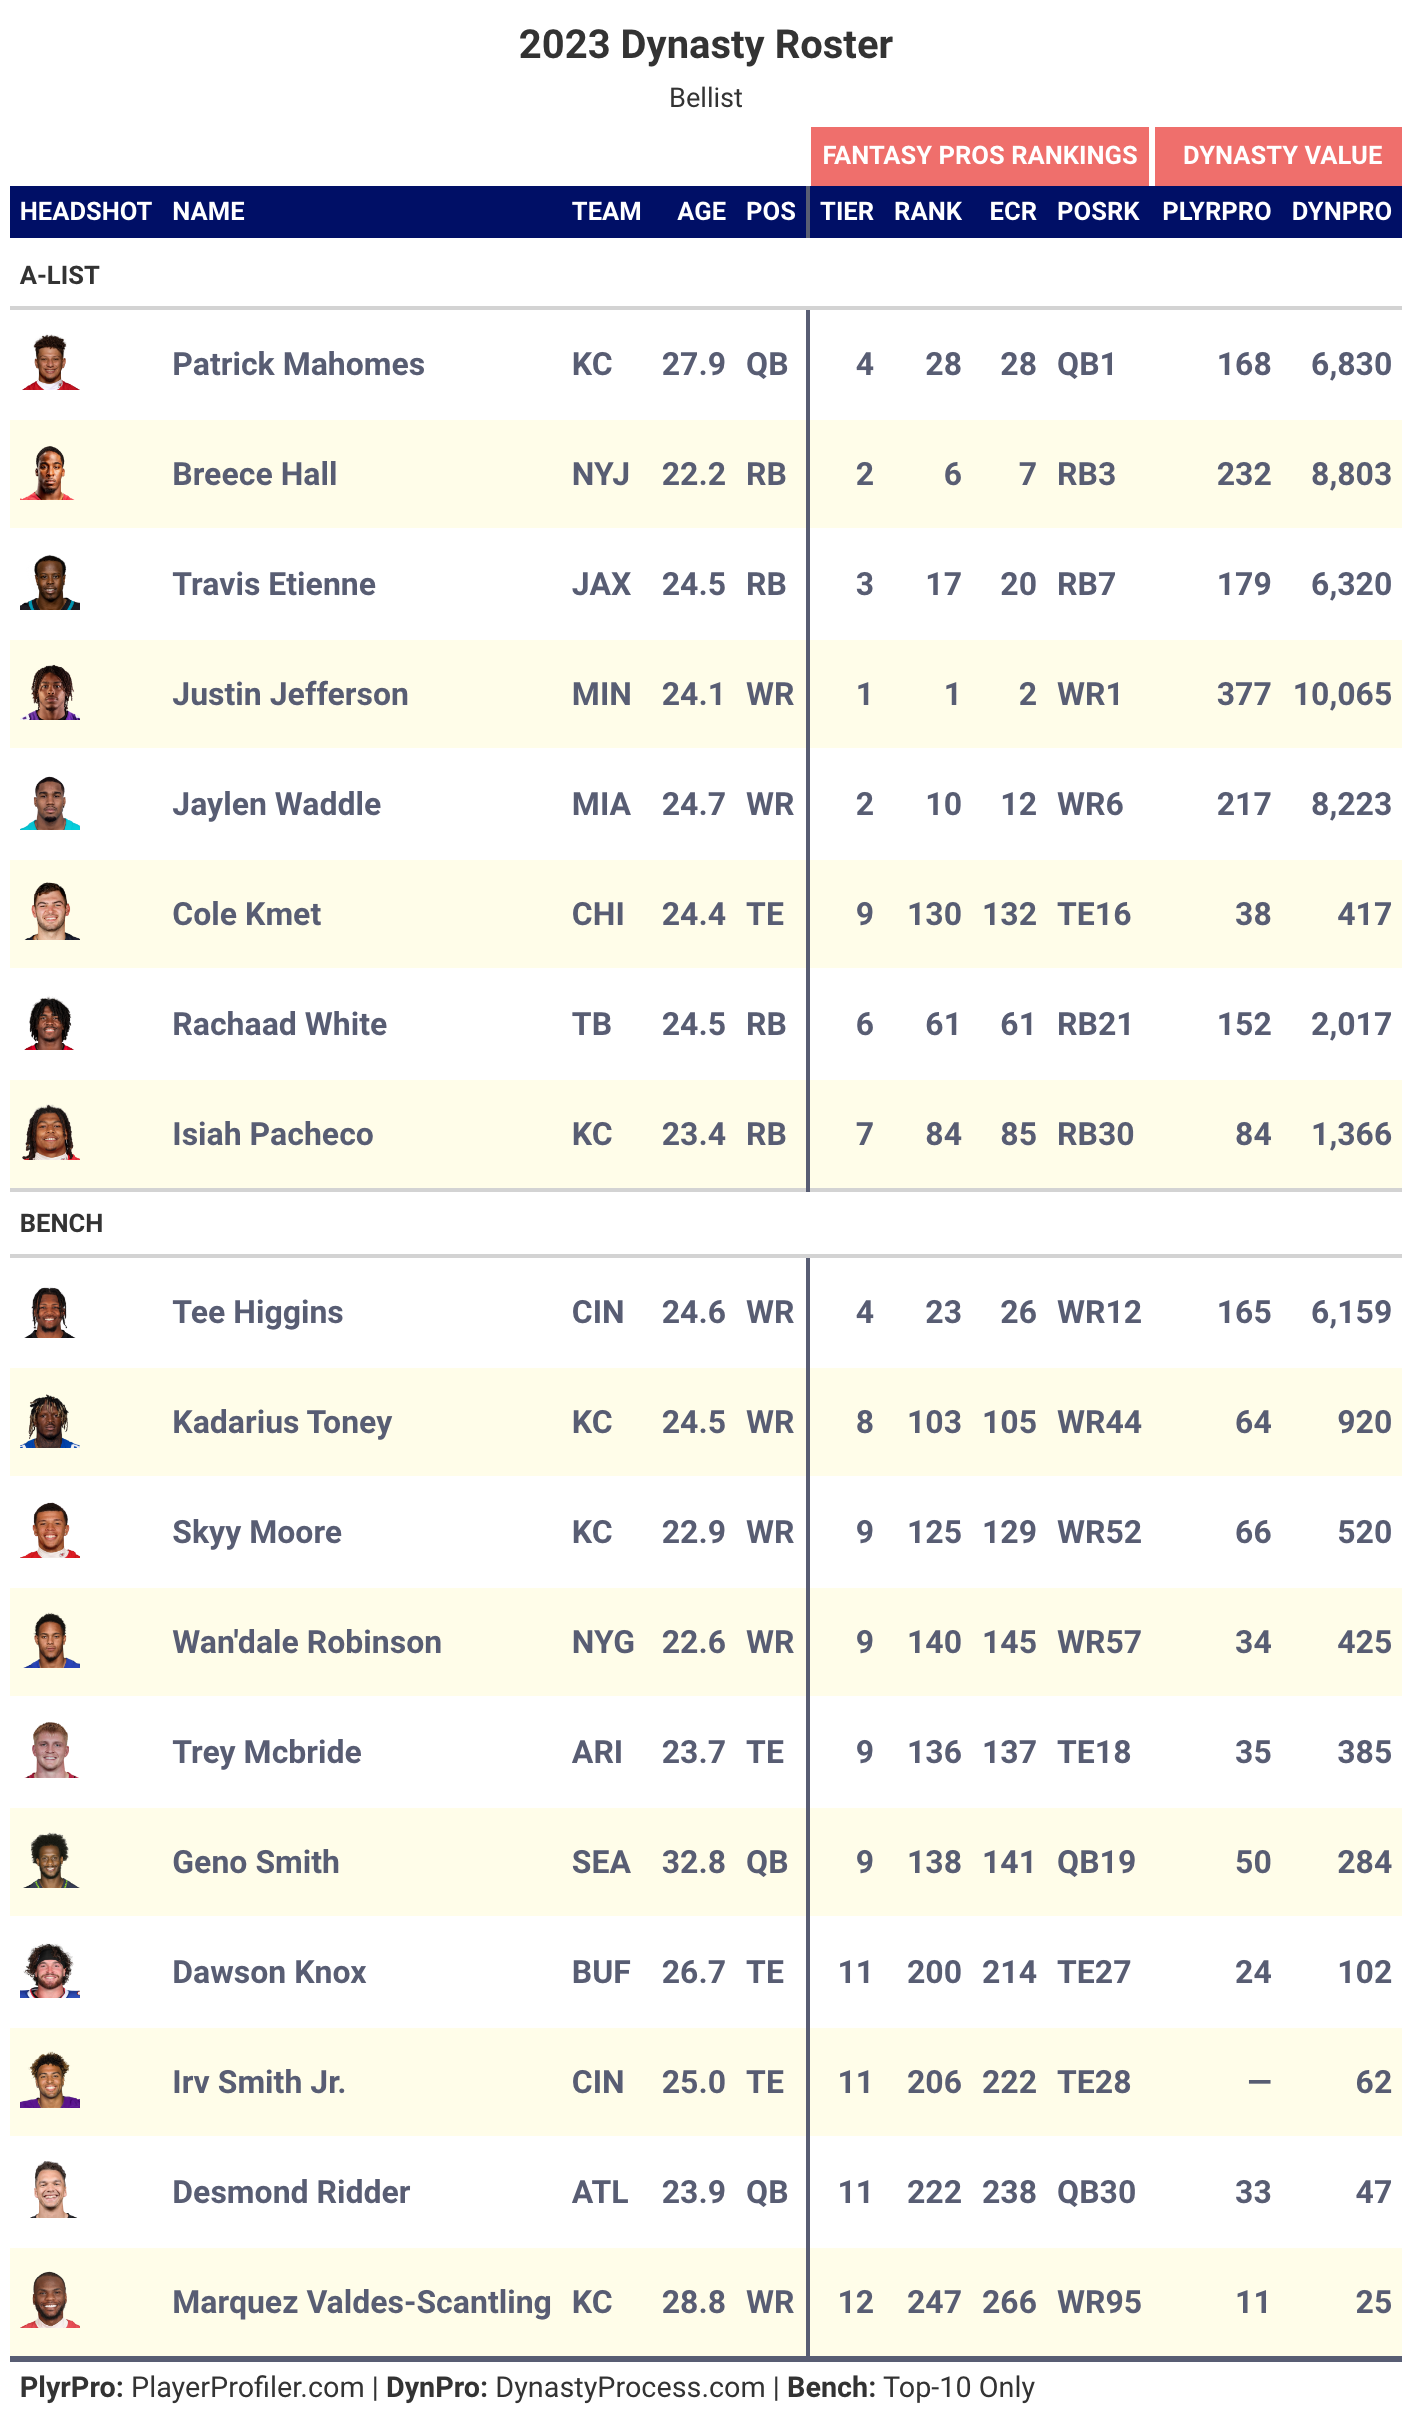 2023 Dynasty Roster
Bellist
FANTASY PROS RANKINGS DYNASTY VALUE
HEADSHOT NAME TEAM AGE POS TIER RANK ECR POSRK PLYRPRO DYNPRO
A-LIST
Patrick Mahomes KC 27.9 QB 4 28 28 QB1 168 6,830
Breece Hall NYJ 22.2 RB 2 6 7 RB3 232 8,803
Travis Etienne JAX 24.5 RB 3 17 20 RB7 179 6,320
Justin Jefferson MIN 24.1 WR 1 1 2 WR1 377 10,065
Jaylen Waddle MIA 24.7 WR 2 10 12 WR6 217 8,223
Cole Kmet CHI 24.4 TE 9 130 132 TE16 38 417
Rachaad White TB 24.5 RB 6 61 61 RB21 152 2,017
Isiah Pacheco KC 23.4 RB 7 84 85 RB30 84 1,366
BENCH
Tee Higgins CIN 24.6 WR 4 23 26 WR12 165 6,159
Kadarius Toney KC 24.5 WR 8 103 105 WR44 64 920
Skyy Moore KC 22.9 WR 9 125 129 WR52 66 520
Wan'dale Robinson NYG 22.6 WR 9 140 145 WR57 34 425
Trey Mcbride ARI 23.7 TE 9 136 137 TE18 35 385
Geno Smith SEA 32.8 QB 9 138 141 QB19 50 284
Dawson Knox BUF 26.7 TE 11 200 214 TE27 24 102
Irv Smith Jr. CIN 25.0 TE 11 206 222 TE28 — 62
Desmond Ridder ATL 23.9 QB 11 222 238 QB30 33 47
Marquez Valdes-Scantling KC 28.8 WR 12 247 266 WR95 11 25
PlyrPro: PlayerProfiler.com | DynPro: DynastyProcess.com | Bench: Top-10 Only